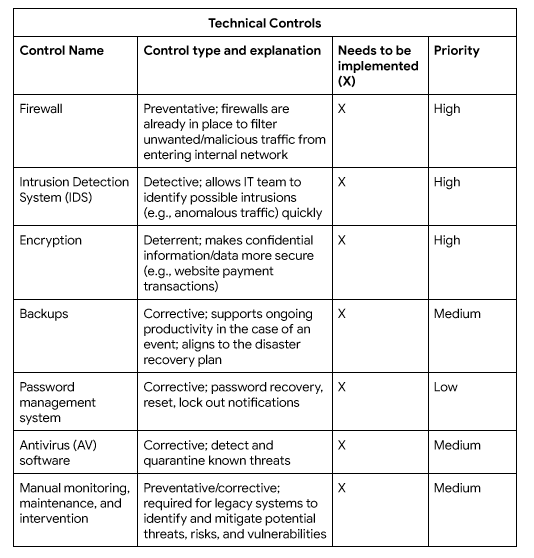 Technical Controls
Control Name
Control type and explanation
Needs to be
implemented
(X)
Priority
Firewall
Preventative; firewalls are
already in place to filter
unwanted/malicious traffic from
entering internal network
X
High
Intrusion Detection
System (IDS)
Detective; allows IT team to
identify possible intrusions
(e.g., anomalous traffic) quickly
X
High
Encryption
Deterrent; makes confidential
information/data more secure
(e.g., website payment
transactions)
X
High
Backups
Corrective; supports ongoing
productivity in the case of an
event; aligns to the disaster
recovery plan
X
Medium
Password
management
system
Corrective; password recovery,
reset, lock out notifications
X
Low
Antivirus (AV)
software
Corrective; detect and
quarantine known threats
X
Medium
Manual monitoring,
maintenance, and
intervention
Preventative/corrective;
required for legacy systems to
identify and mitigate potential
threats, risks, and vulnerabilities
X
Medium